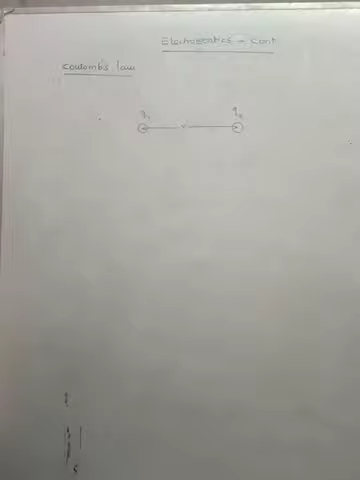 Electrostatics - Cont
Coulomb's law
q₁ q₂
r